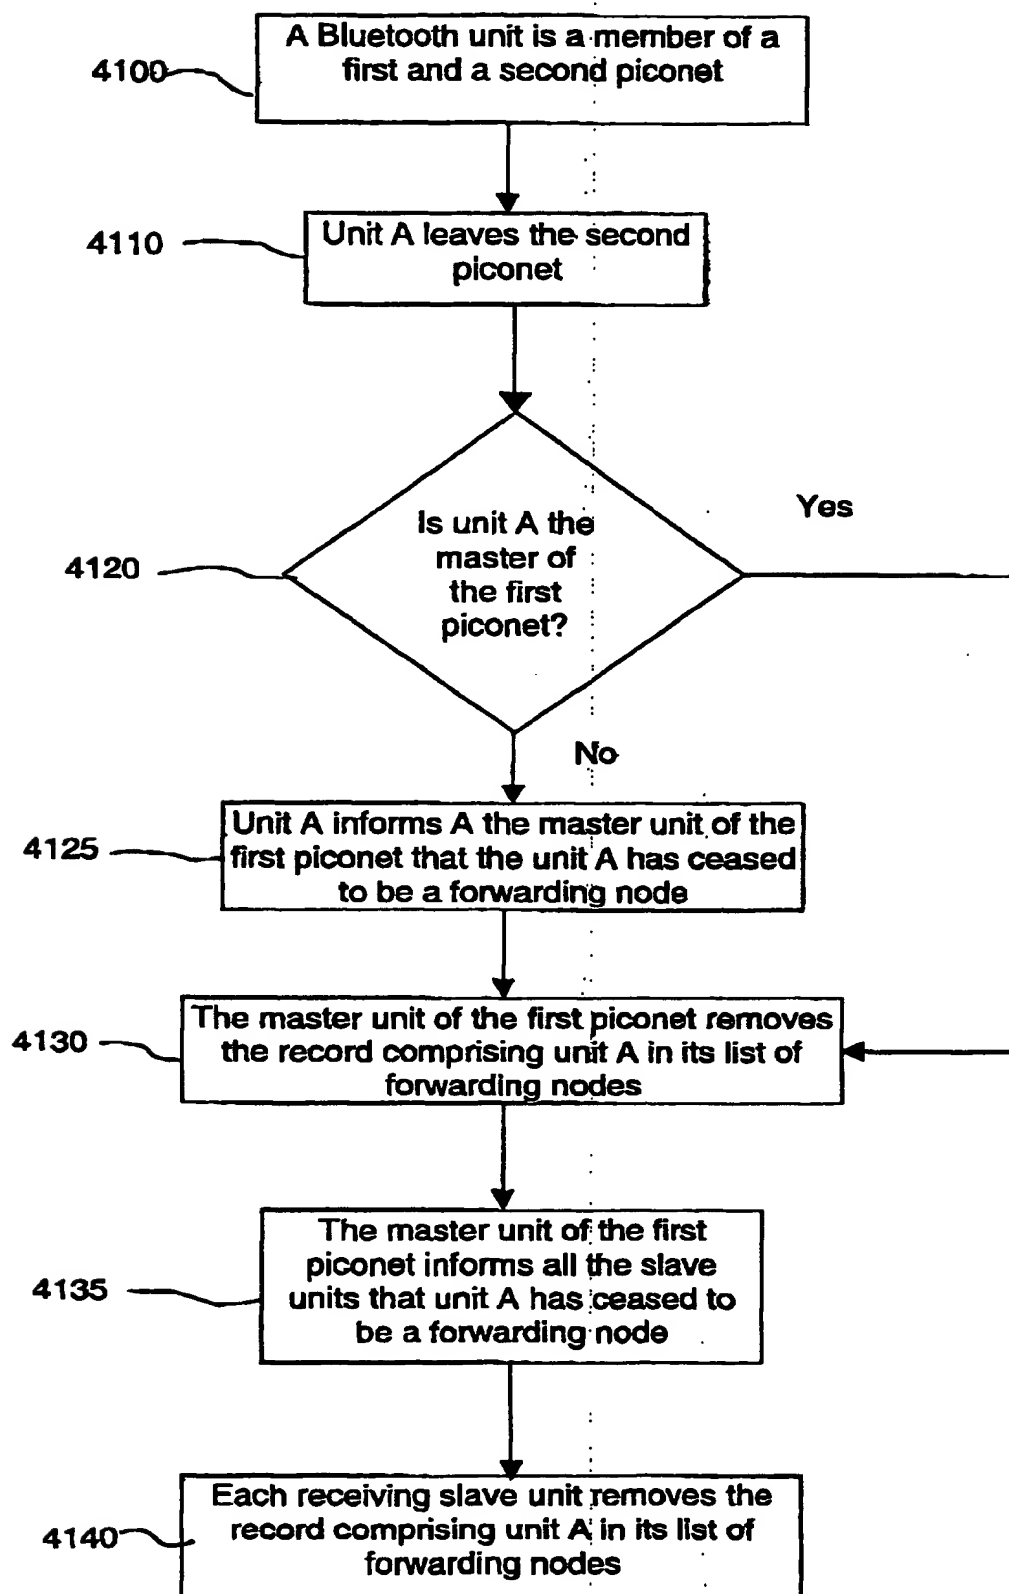 A Bluetooth unit is a member of a
first and a second piconet
4100
Unit A leaves the second
piconet
4110
Is unit A the
master of
the first
piconet?
4120
Yes
No
Unit A informs A the master unit of the
first piconet that the unit A has ceased
to be a forwarding node
4125
The master unit of the first piconet removes
the record comprising unit A in its list of
forwarding nodes
4130
The master unit of the first
piconet informs all the slave
units that unit A has ceased to
be a forwarding node
4135
Each receiving slave unit removes the
record comprising unit A in its list of
forwarding nodes
4140